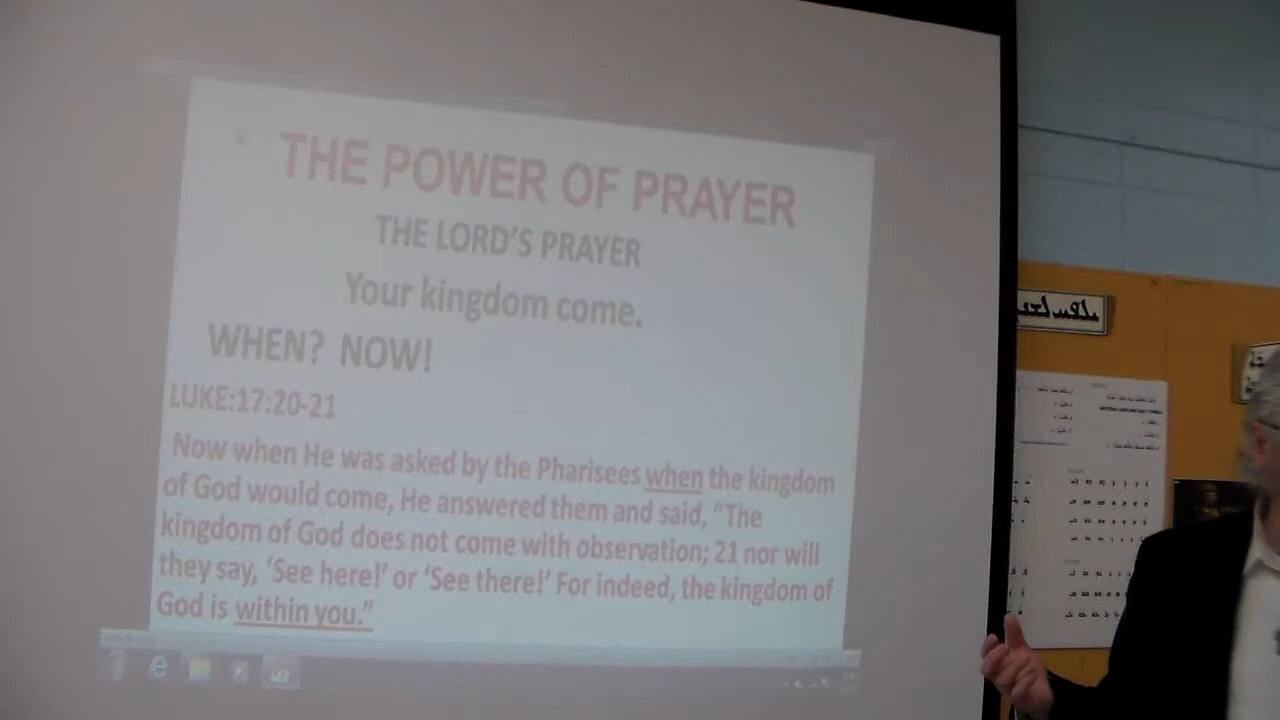 THE POWER OF PRAYER
THE LORD'S PRAYER
Your kingdom come.
WHEN? NOW!
LUKE:17:20-21
Now when He was asked by the Pharisees when the kingdom
of God would come, He answered them and said, “The
kingdom of God does not come with observation; 21 nor will
they say, ‘See here!’ or ‘See there!’ For indeed, the kingdom of
God is within you.”